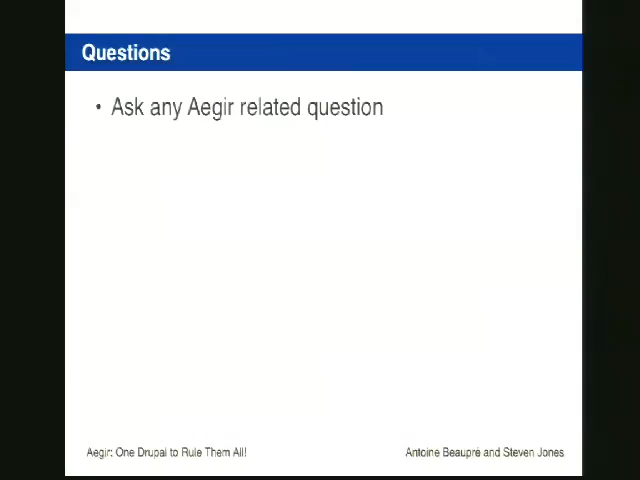 Questions
• Ask any Aegir related question
Aegir: One Drupal to Rule Them All!
Antoine Beaupré and Steven Jones